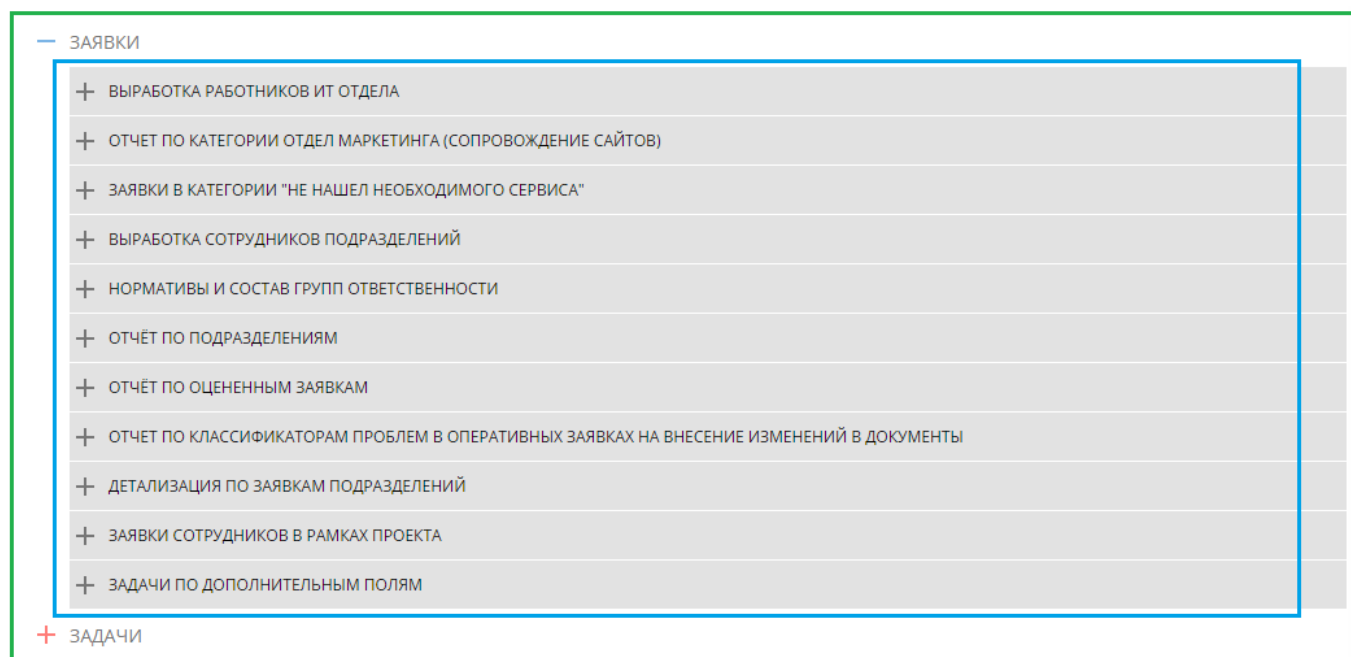 ЗАЯВКИ
ВЫРАБОТКА РАБОТНИКОВ ИТ ОТДЕЛА
ОТЧЕТ ПО КАТЕГОРИИ ОТДЕЛ МАРКЕТИНГА (СОПРОВОЖДЕНИЕ САЙТОВ)
ЗАЯВКИ В КАТЕГОРИИ "НЕ НАШЕЛ НЕОБХОДИМОГО СЕРВИСА"
ВЫРАБОТКА СОТРУДНИКОВ ПОДРАЗДЕЛЕНИЙ
НОРМАТИВЫ И СОСТАВ ГРУПП ОТВЕТСТВЕННОСТИ
ОТЧЁТ ПО ПОДРАЗДЕЛЕНИЯМ
ОТЧЁТ ПО ОЦЕНЕННЫМ ЗАЯВКАМ
ОТЧЕТ ПО КЛАССИФИКАТОРАМ ПРОБЛЕМ В ОПЕРАТИВНЫХ ЗАЯВКАХ НА ВНЕСЕНИЕ ИЗМЕНЕНИЙ В ДОКУМЕНТЫ
ДЕТАЛИЗАЦИЯ ПО ЗАЯВКАМ ПОДРАЗДЕЛЕНИЙ
ЗАЯВКИ СОТРУДНИКОВ В РАМКАХ ПРОЕКТА
ЗАДАЧИ ПО ДОПОЛНИТЕЛЬНЫМ ПОЛЯМ
ЗАДАЧИ